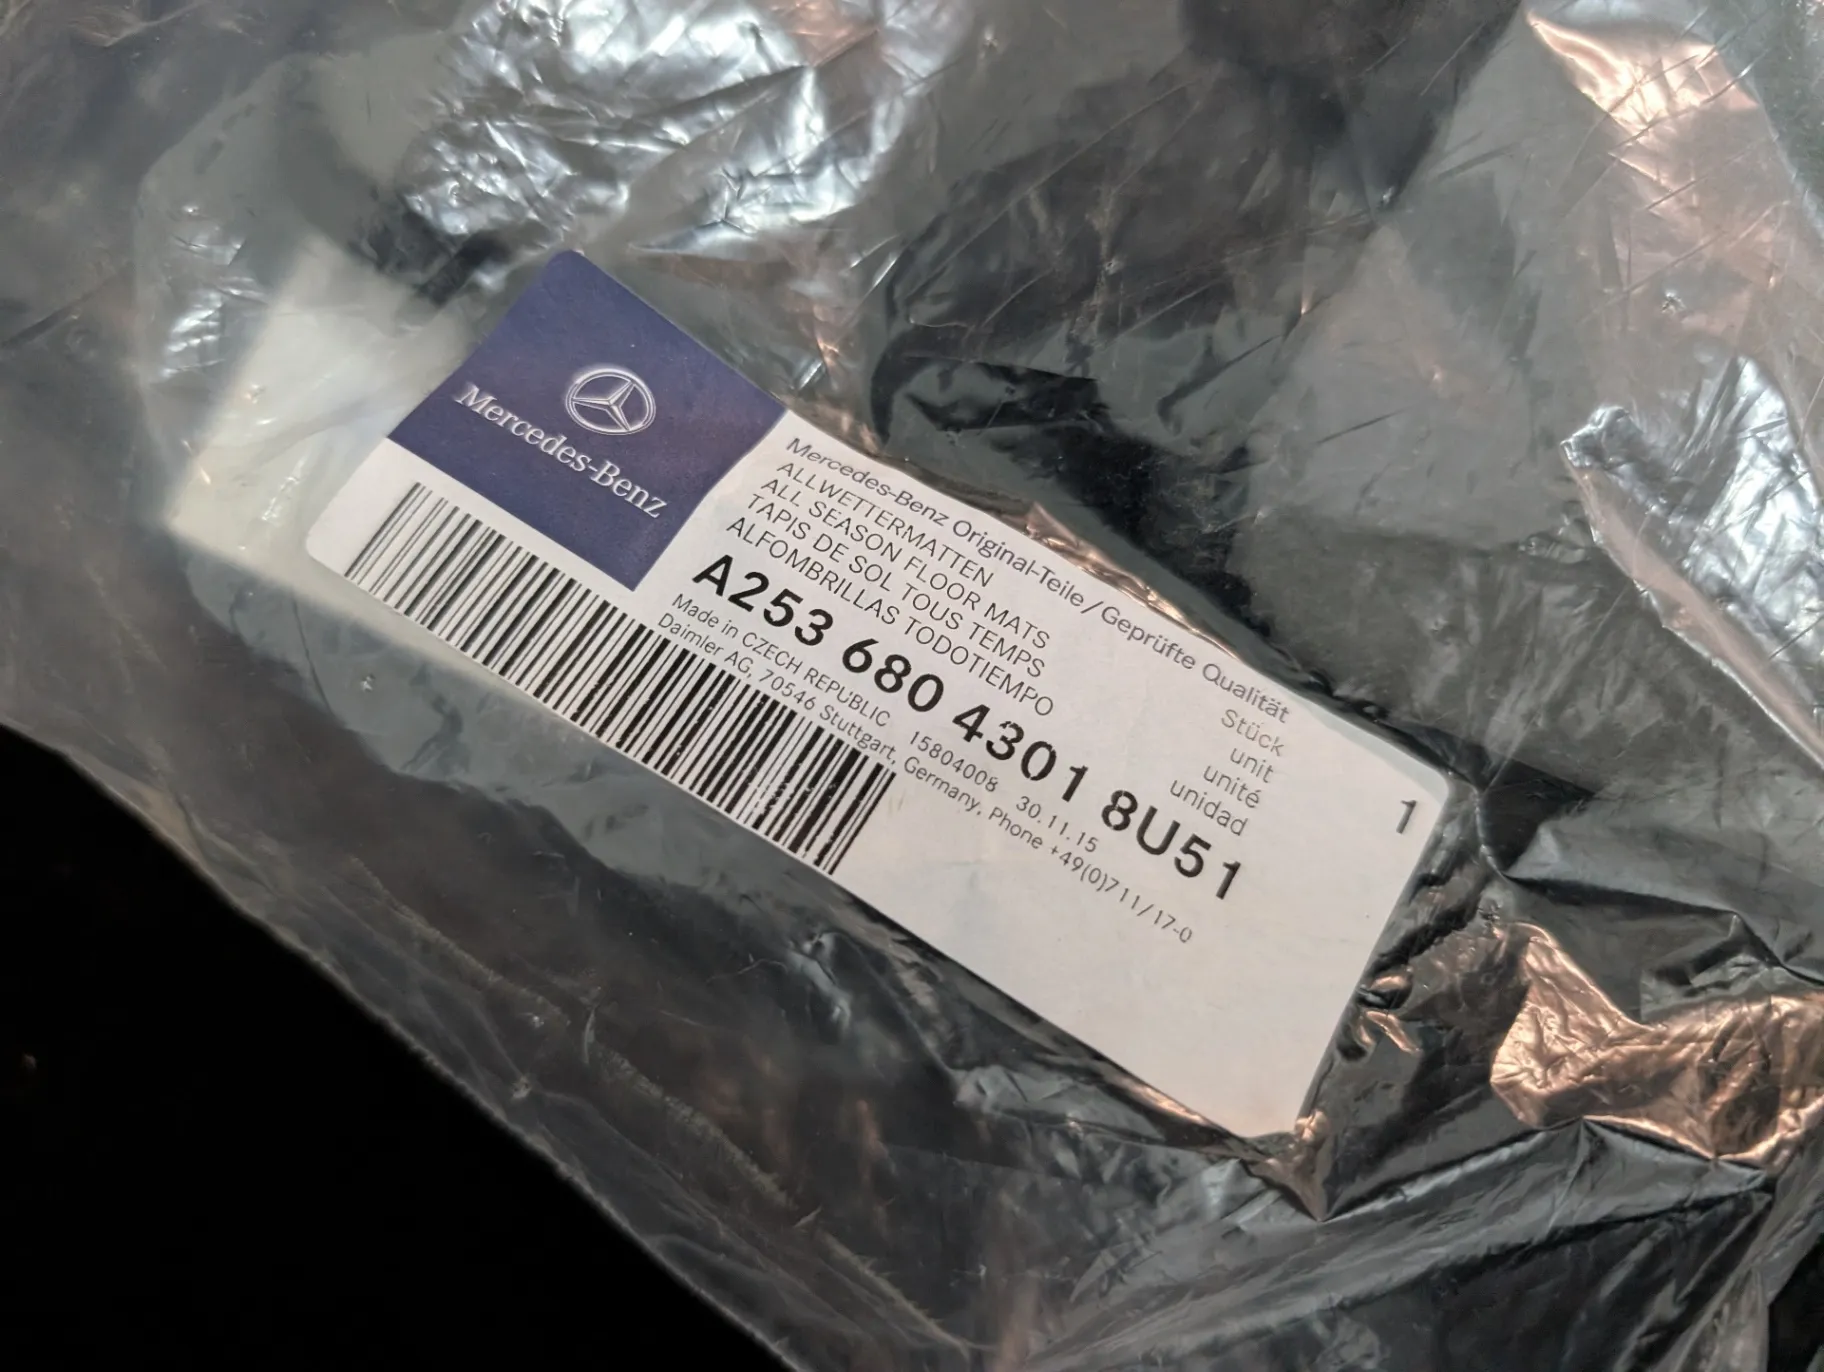 Mercedes-Benz
Mercedes-Benz Original-Teile/Geprüfte Qualität
ALLWETTERMATTEN Stück
ALL SEASON FLOOR MATS unit
TAPIS DE SOL TOUS TEMPS unité
ALFOMBRILLAS TODOTIEMPO unidad 1
A253 680 4301 8U51
Made in CZECH REPUBLIC 15804008 30.11.15
Daimler AG, 70546 Stuttgart, Germany, Phone +49(0)711/17-0